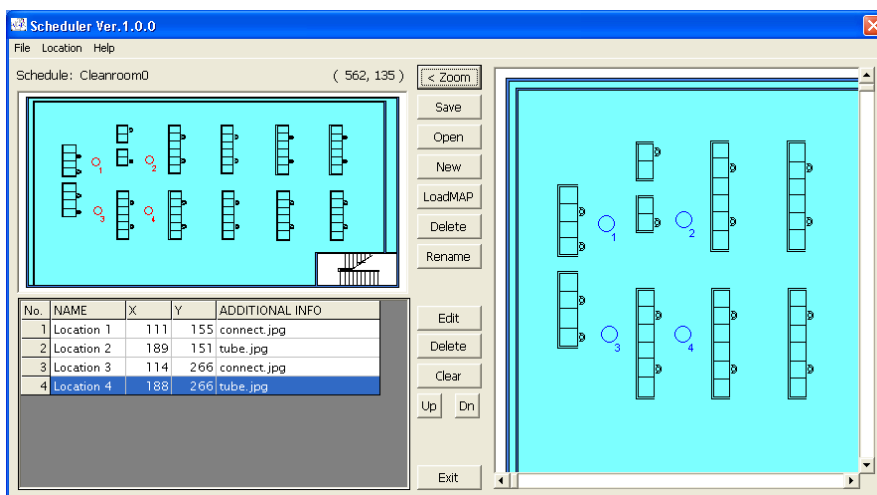 Scheduler Ver.1.0.0
File Location Help
Schedule: Cleanroom0 ( 562, 135 )
1
2
3
4
No. NAME X Y ADDITIONAL INFO
1 Location 1 111 155 connect.jpg
2 Location 2 189 151 tube.jpg
3 Location 3 114 266 connect.jpg
4 Location 4 188 266 tube.jpg
< Zoom
Save
Open
New
LoadMAP
Delete
Rename
Edit
Delete
Clear
Up Dn
Exit
1
2
3
4